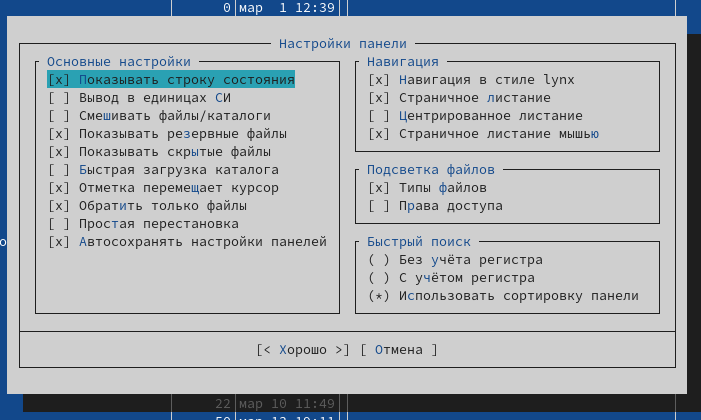 0 мар  1 12:39
Настройки панели
Основные настройки
[x] Показывать строку состояния
[ ] Вывод в единицах СИ
[ ] Смешивать файлы/каталоги
[x] Показывать резервные файлы
[x] Показывать скрытые файлы
[ ] Быстрая загрузка каталога
[x] Отметка перемещает курсор
[x] Обратить только файлы
[ ] Простая перестановка
[x] Автосохранять настройки панелей
Навигация
[x] Навигация в стиле lynx
[x] Страничное листание
[ ] Центрированное листание
[x] Страничное листание мышью
Подсветка файлов
[x] Типы файлов
[ ] Права доступа
Быстрый поиск
( ) Без учёта регистра
( ) С учётом регистра
(*) Использовать сортировку панели
[< Хорошо >] [ Отмена ]
22 мар 10 11:49